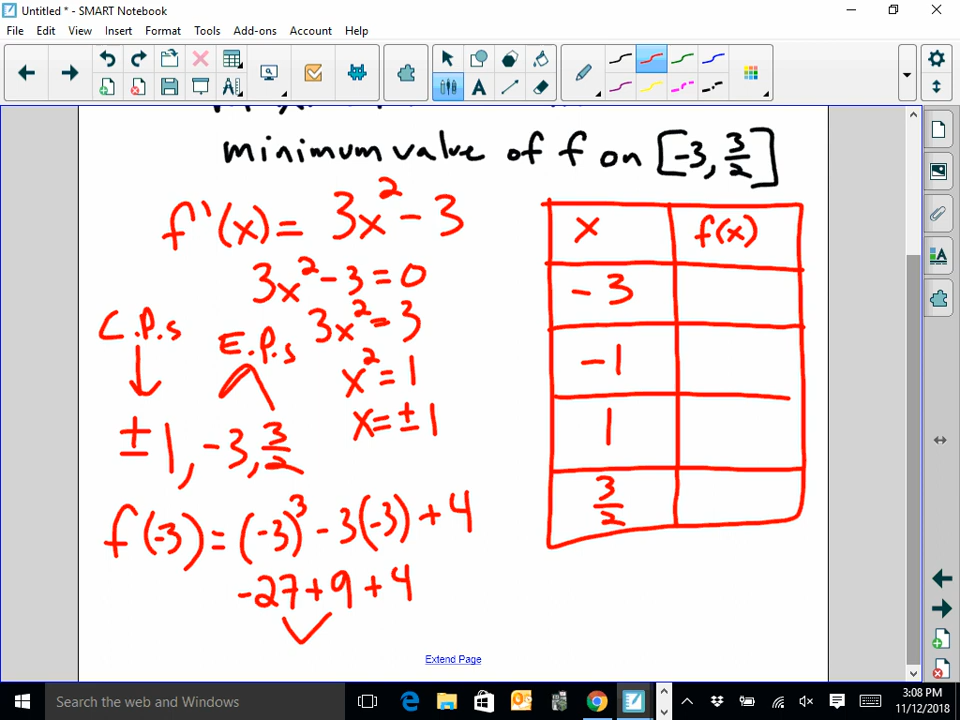 Untitled * - SMART Notebook
File Edit View Insert Format Tools Add-ons Account Help
minimum value of f on [-3, 3/2]
f'(x) = 3x² - 3
3x² - 3 = 0
3x² = 3
x² = 1
x = ± 1
C.P.s
E.P.s
± 1, -3, 3/2
f(-3) = (-3)³ - 3(-3) + 4
-27 + 9 + 4
x f(x)
-3
-1
1
3/2
Extend Page
Search the web and Windows
3:08 PM
11/12/2018